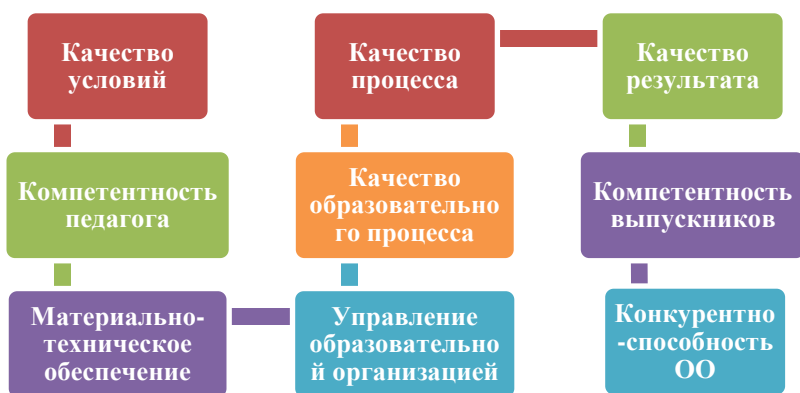 Качество
условий
Качество
процесса
Качество
результата
Компетентность
педагога
Качество
образовательно
го процесса
Компетентность
выпускников
Материально-
техническое
обеспечение
Управление
образовательно
й организацией
Конкурентно
-способность
ОО